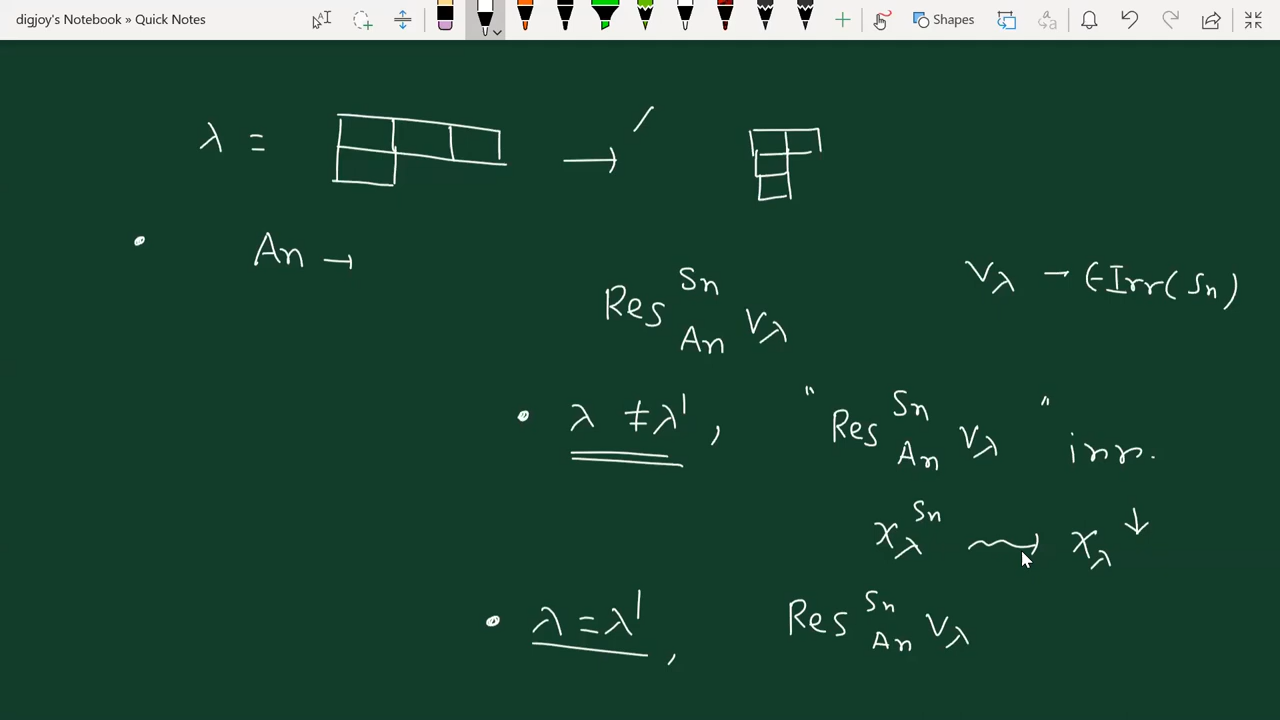 digjoy's Notebook » Quick Notes
Shapes
λ = → ′
• An →
Vλ – ∈Irr(Sn)
Res Sn An Vλ
• λ ≠ λ′, " Res Sn An Vλ " irr.
χλ Sn ⇝ χλ ↓
• λ = λ′, Res Sn An Vλ